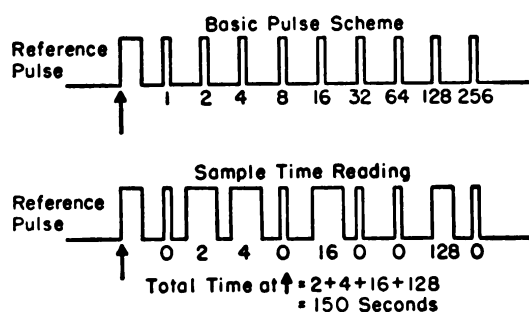 Basic Pulse Scheme
Reference
Pulse
1 2 4 8 16 32 64 128 256
Sample Time Reading
Reference
Pulse
0 2 4 0 16 0 0 128 0
Total Time at = 2+4+16+128
= 150 Seconds